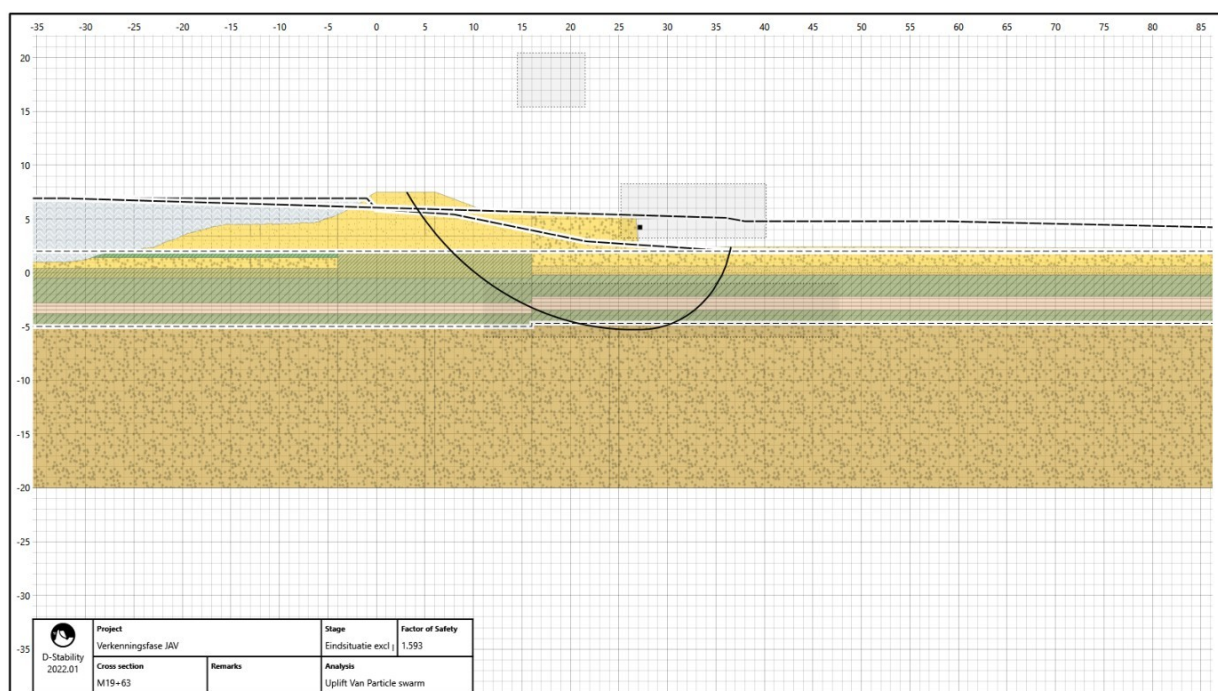 -35 -30 -25 -20 -15 -10 -5 0 5 10 15 20 25 30 35 40 45 50 55 60 65 70 75 80 85
20
15
10
5
0
-5
-10
-15
-20
-25
-30
-35
D-Stability
2022.01
Project
Verkenningsfase JAV
Stage
Eindsituatie excl
Factor of Safety
1.593
Cross section
M19+63
Remarks
Analysis
Uplift Van Particle swarm